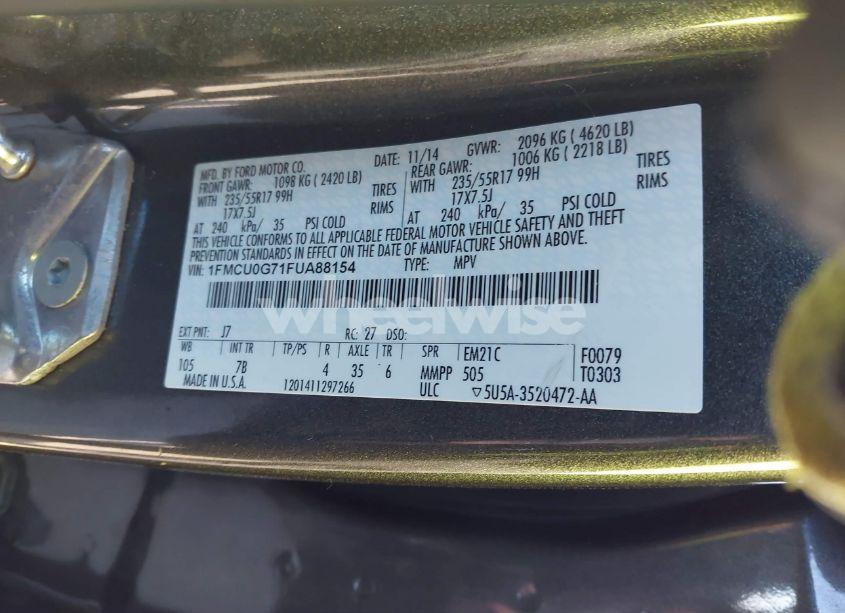 MFD. BY FORD MOTOR CO. DATE: 11/14 GVWR: 2096 KG ( 4620 LB)
FRONT GAWR: 1098 KG ( 2420 LB) REAR GAWR: 1006 KG ( 2218 LB)
WITH 235/55R17 99H TIRES WITH 235/55R17 99H TIRES
17X7.5J RIMS 17X7.5J RIMS
AT 240 kPa/ 35 PSI COLD AT 240 kPa/ 35 PSI COLD
THIS VEHICLE CONFORMS TO ALL APPLICABLE FEDERAL MOTOR VEHICLE SAFETY AND THEFT
PREVENTION STANDARDS IN EFFECT ON THE DATE OF MANUFACTURE SHOWN ABOVE.
VIN: 1FMCU0G71FUA88154 TYPE: MPV
wheelwise
EXT PNT: J7 RC: 27 DSO:
WB INT TR TP/PS R AXLE TR SPR EM21C F0079
105 7B 4 35 6 MMPP 505 T0303
MADE IN U.S.A. 1201411297266 ULC ▽5U5A-3520472-AA